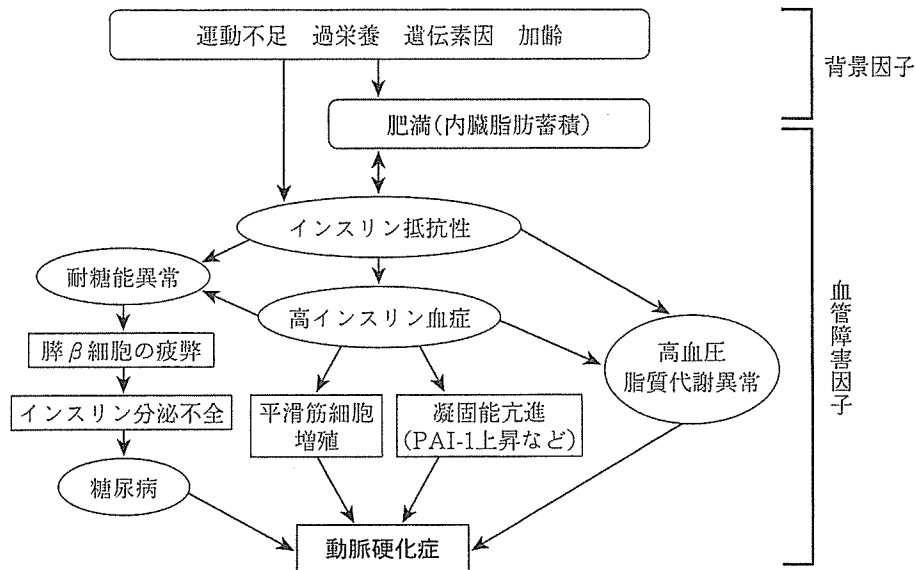 運動不足 過栄養 遺伝素因 加齢
背景因子
肥満(内臓脂肪蓄積)
インスリン抵抗性
耐糖能異常
高インスリン血症
血管障害因子
膵β細胞の疲弊
高血圧
脂質代謝異常
インスリン分泌不全
平滑筋細胞
増殖
凝固能亢進
(PAI-1上昇など)
糖尿病
動脈硬化症